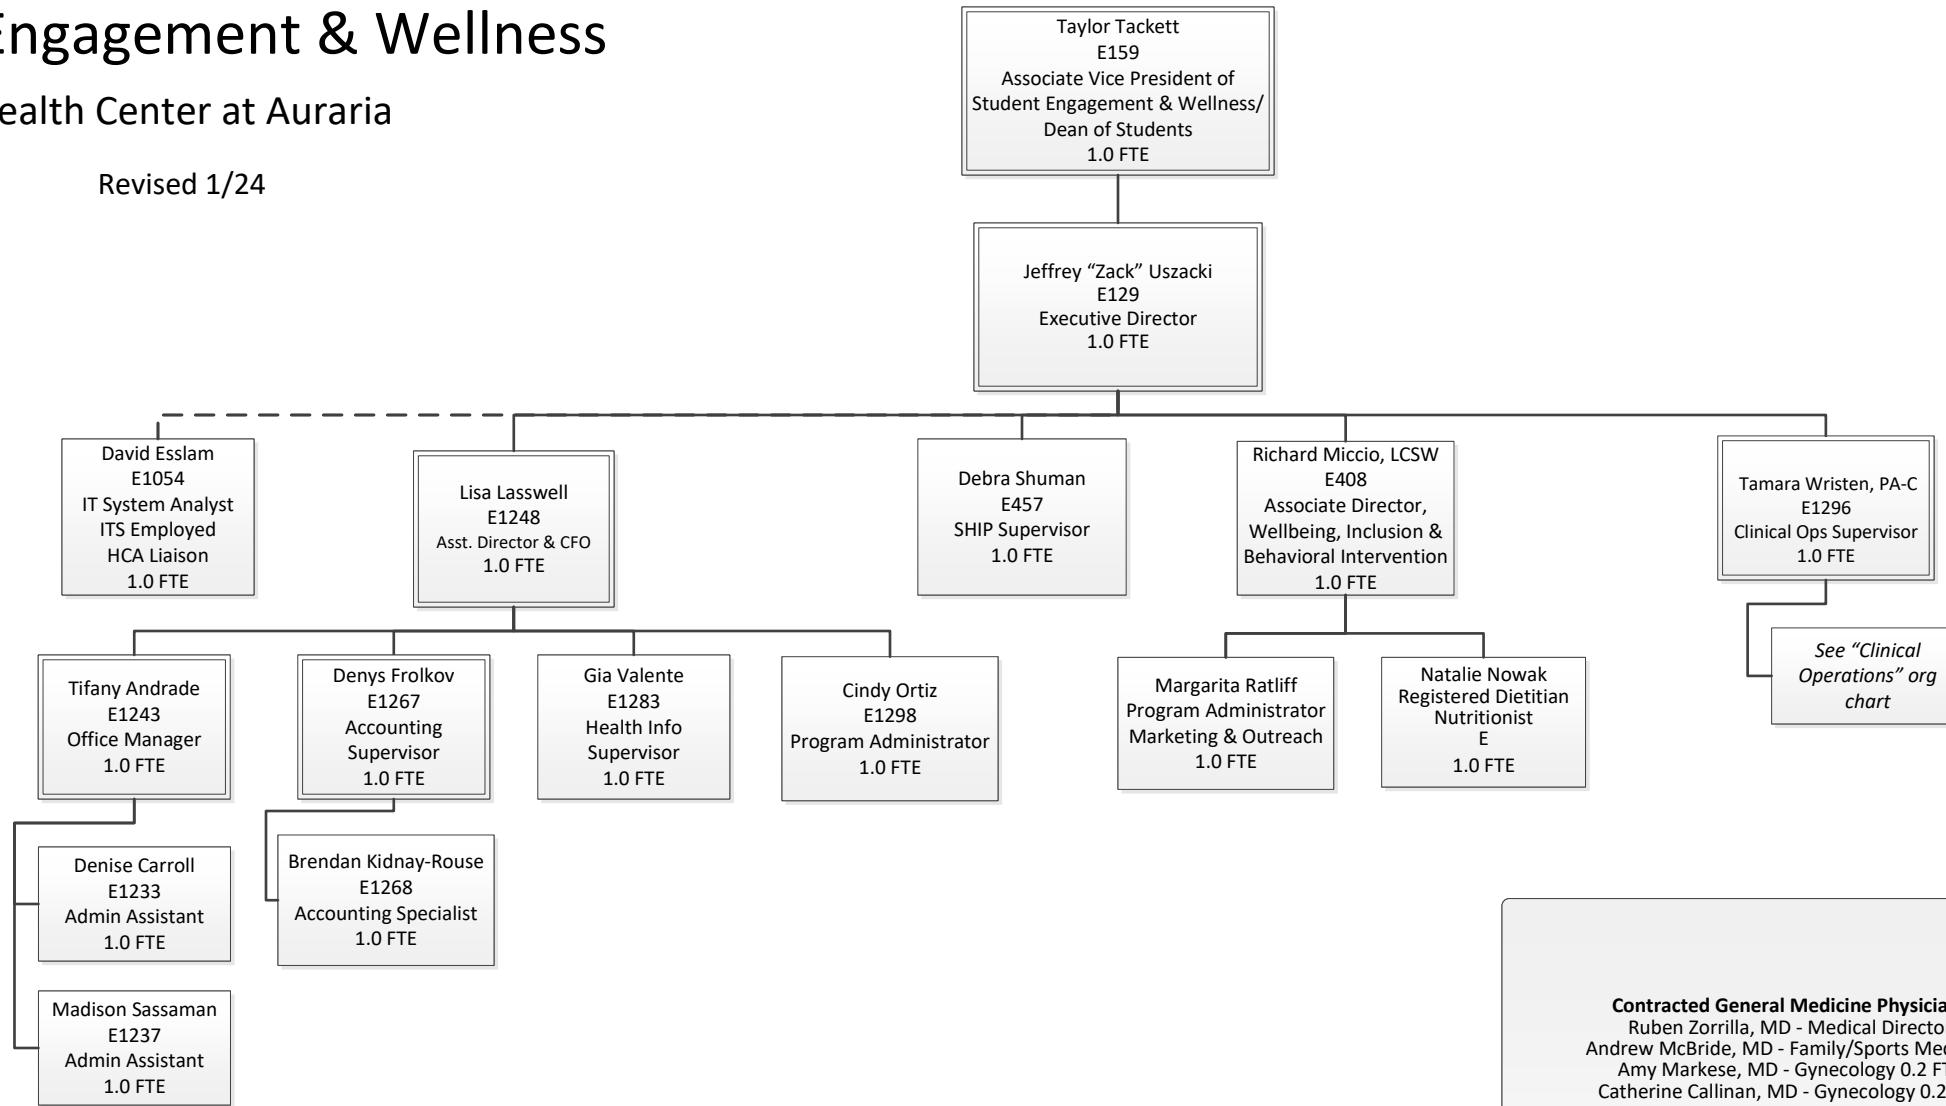 Engagement & Wellness
ealth Center at Auraria
Revised 1/24
Taylor Tackett
E159
Associate Vice President of
Student Engagement & Wellness/
Dean of Students
1.0 FTE
Jeffrey “Zack” Uszacki
E129
Executive Director
1.0 FTE
David Esslam
E1054
IT System Analyst
ITS Employed
HCA Liaison
1.0 FTE
Lisa Lasswell
E1248
Asst. Director & CFO
1.0 FTE
Debra Shuman
E457
SHIP Supervisor
1.0 FTE
Richard Miccio, LCSW
E408
Associate Director,
Wellbeing, Inclusion &
Behavioral Intervention
1.0 FTE
Tamara Wristen, PA-C
E1296
Clinical Ops Supervisor
1.0 FTE
Tifany Andrade
E1243
Office Manager
1.0 FTE
Denys Frolkov
E1267
Accounting
Supervisor
1.0 FTE
Gia Valente
E1283
Health Info
Supervisor
1.0 FTE
Cindy Ortiz
E1298
Program Administrator
1.0 FTE
Margarita Ratliff
Program Administrator
Marketing & Outreach
1.0 FTE
Natalie Nowak
Registered Dietitian
Nutritionist
E
1.0 FTE
See “Clinical
Operations” org
chart
Denise Carroll
E1233
Admin Assistant
1.0 FTE
Brendan Kidnay-Rouse
E1268
Accounting Specialist
1.0 FTE
Madison Sassaman
E1237
Admin Assistant
1.0 FTE
Contracted General Medicine Physicia
Ruben Zorrilla, MD - Medical Directo
Andrew McBride, MD - Family/Sports Med
Amy Markese, MD - Gynecology 0.2 FT
Catherine Callinan, MD - Gynecology 0.2